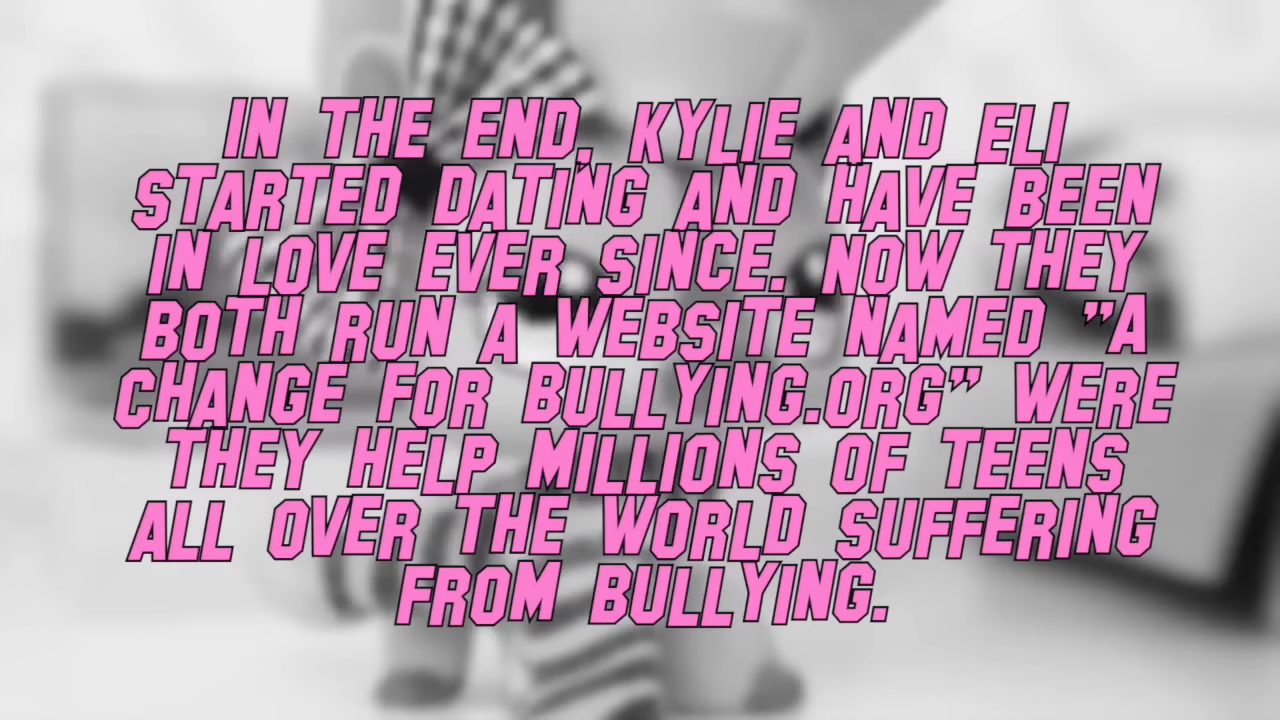 IN THE END, KYLIE AND ELI
STARTED DATING AND HAVE BEEN
IN LOVE EVER SINCE. NOW THEY
BOTH RUN A WEBSITE NAMED "A
CHANGE FOR BULLYING.ORG" WERE
THEY HELP MILLIONS OF TEENS
ALL OVER THE WORLD SUFFERING
FROM BULLYING.